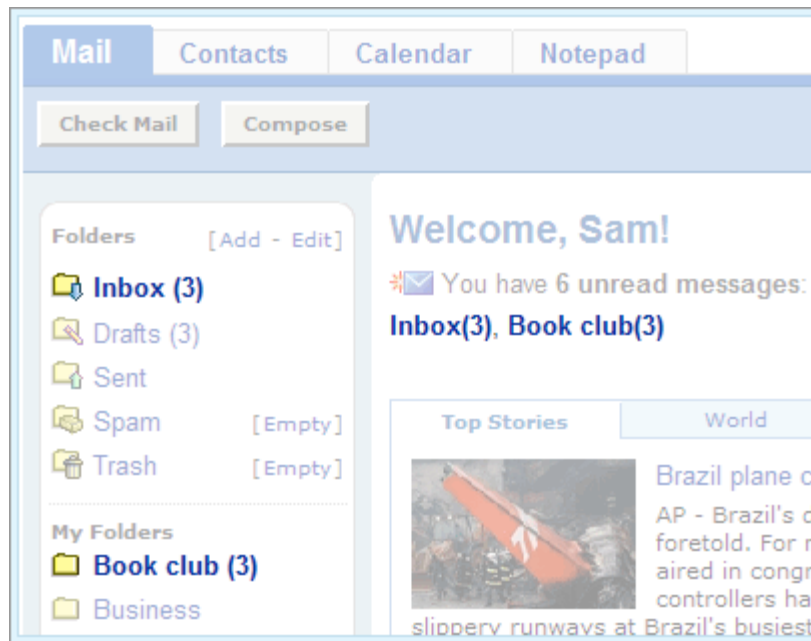 Mail Contacts Calendar Notepad
Check Mail Compose
Folders [Add - Edit]
Inbox (3)
Drafts (3)
Sent
Spam [Empty]
Trash [Empty]
My Folders
Book club (3)
Business
Welcome, Sam!
You have 6 unread messages:
Inbox(3), Book club(3)
Top Stories World
Brazil plane c
AP - Brazil's c
foretold. For r
aired in congr
controllers ha
slippery runways at Brazil's busiest